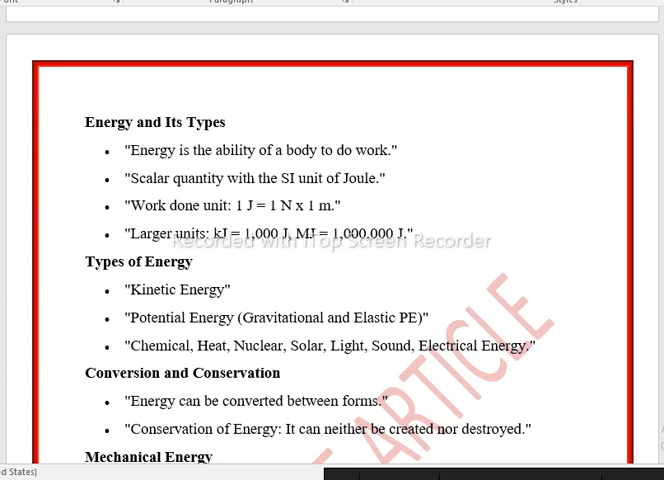 Paragraph
Styles
Energy and Its Types
• "Energy is the ability of a body to do work."
• "Scalar quantity with the SI unit of Joule."
• "Work done unit: 1 J = 1 N x 1 m."
• "Larger units: kJ = 1,000 J, MJ = 1,000,000 J."
Recorded with iTop Screen Recorder
Types of Energy
• "Kinetic Energy"
• "Potential Energy (Gravitational and Elastic PE)"
• "Chemical, Heat, Nuclear, Solar, Light, Sound, Electrical Energy."
Conversion and Conservation
• "Energy can be converted between forms."
• "Conservation of Energy: It can neither be created nor destroyed."
ARTICLE
Mechanical Energy
States)